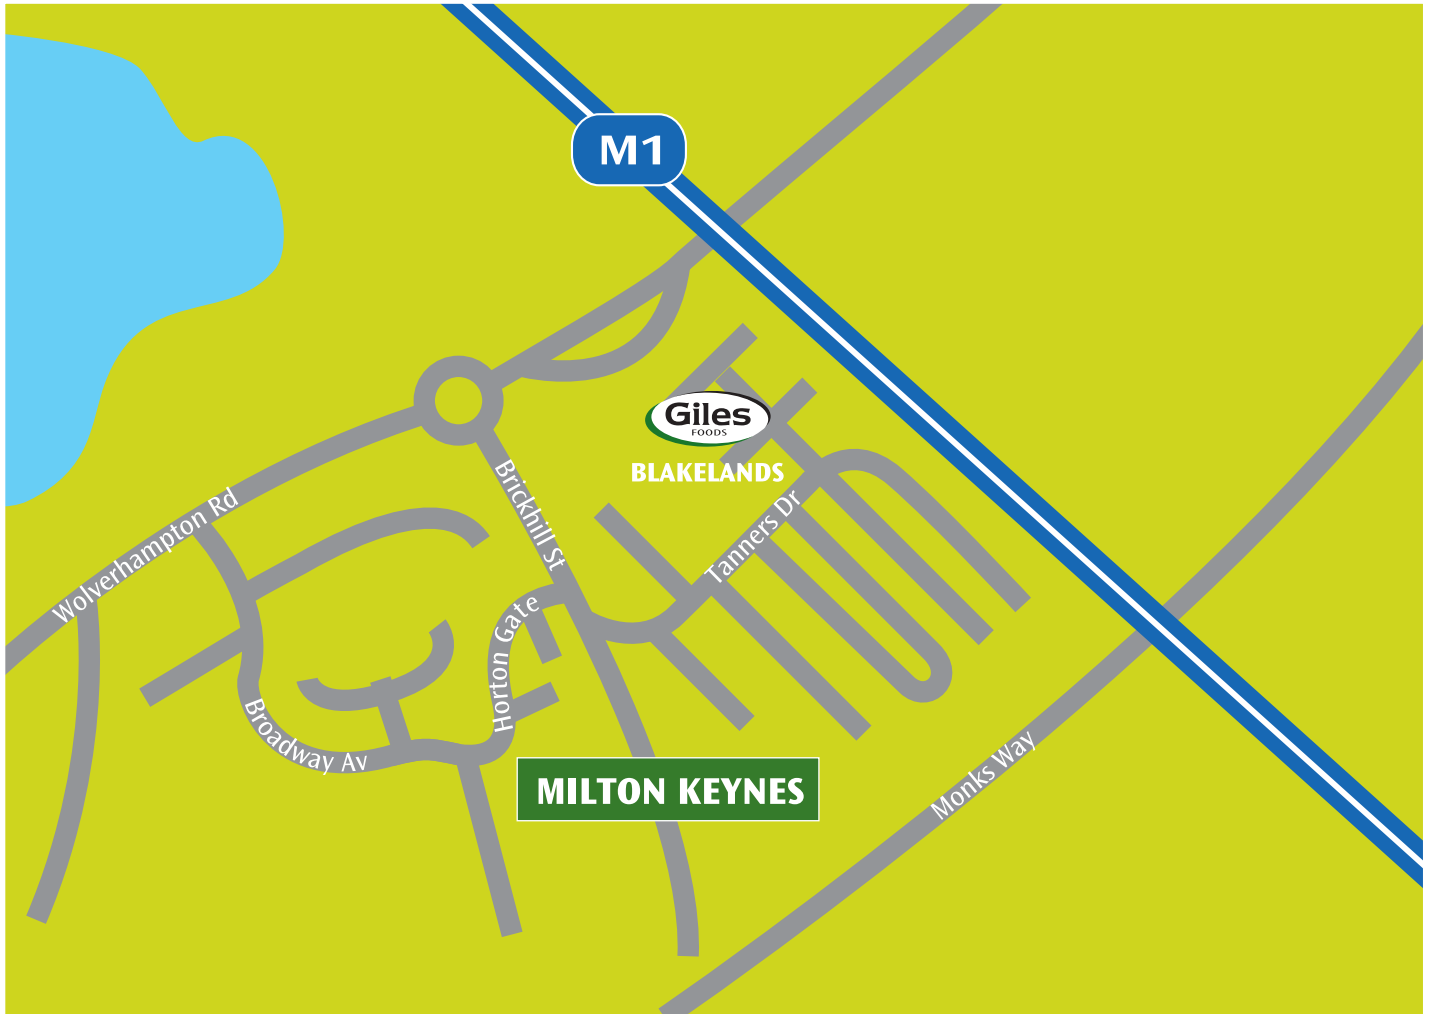 M1
Giles
FOODS
BLAKELANDS
Brickhill St
Wolverhampton Rd
Tanners Dr
Horton Gate
Broadway Av
Monks Way
MILTON KEYNES